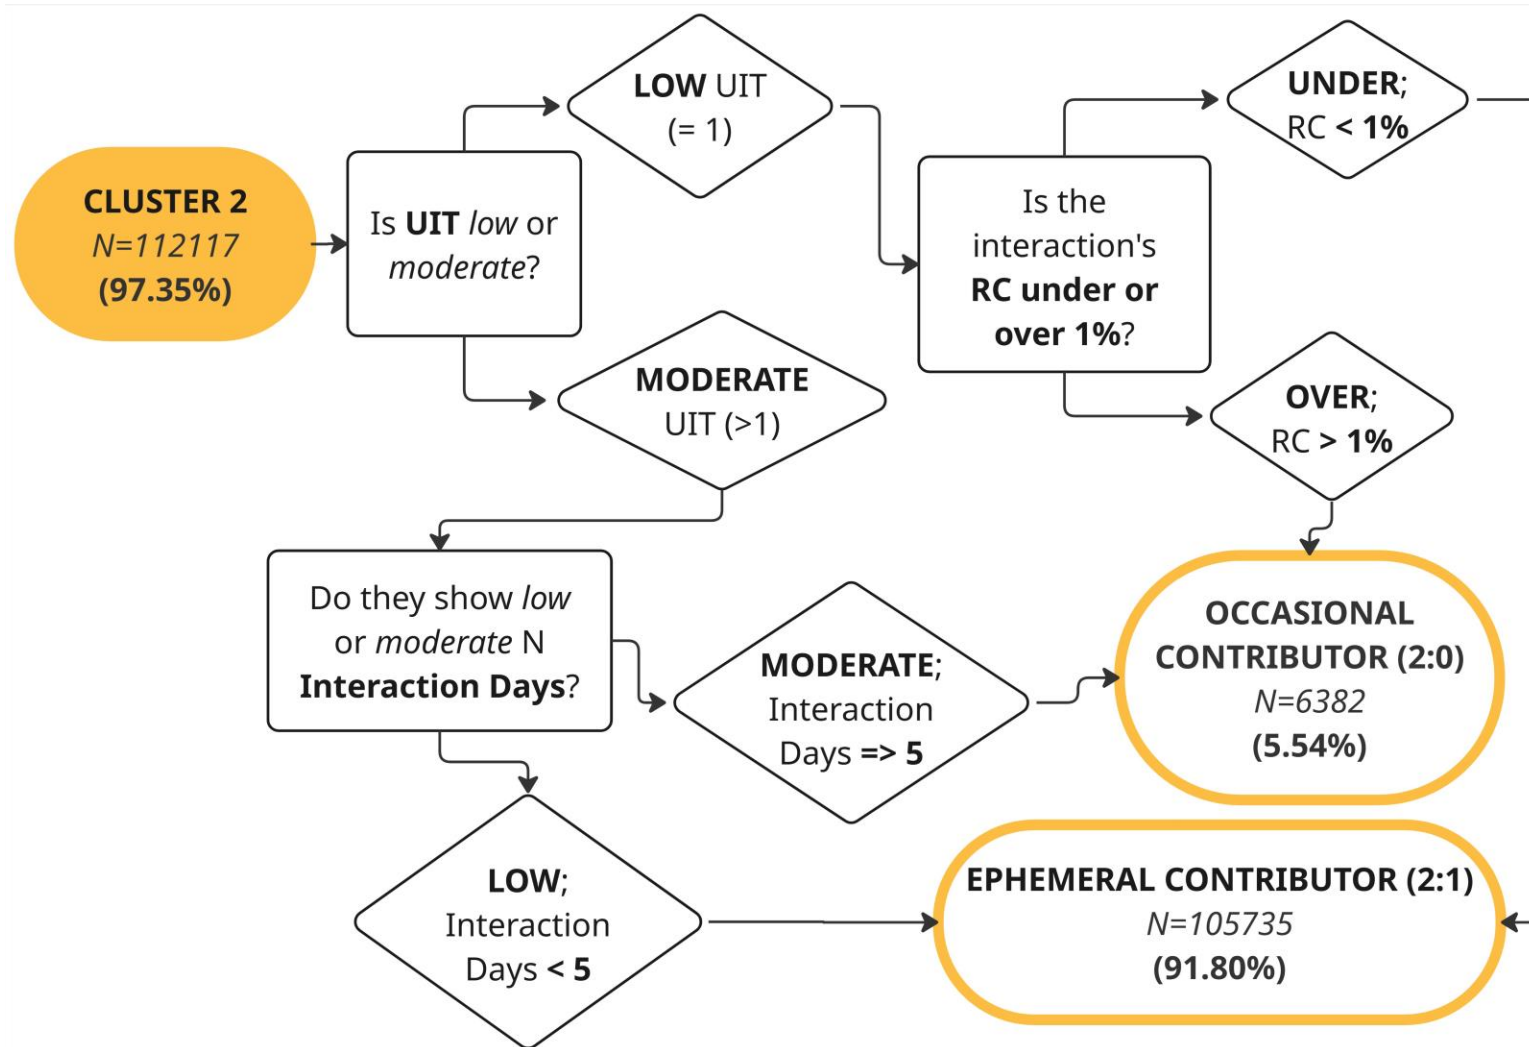 CLUSTER 2
N=112117
(97.35%)
Is UIT low or
moderate?
LOW UIT
(= 1)
MODERATE
UIT (>1)
Is the
interaction's
RC under or
over 1%?
UNDER;
RC < 1%
OVER;
RC > 1%
Do they show low
or moderate N
Interaction Days?
MODERATE;
Interaction
Days => 5
LOW;
Interaction
Days < 5
OCCASIONAL
CONTRIBUTOR (2:0)
N=6382
(5.54%)
EPHEMERAL CONTRIBUTOR (2:1)
N=105735
(91.80%)